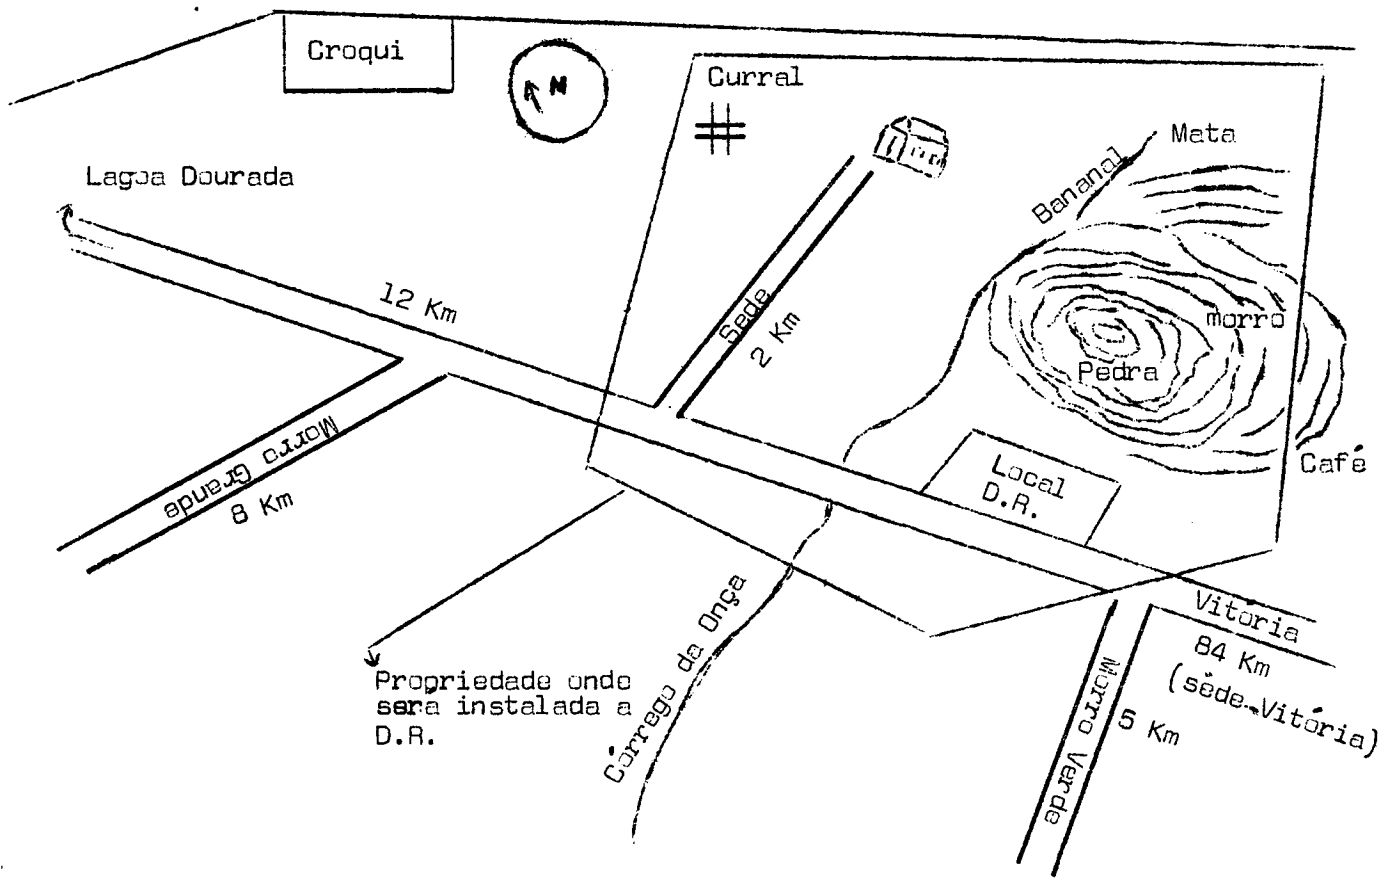 Croqui
N
Curral
Mata
Bananal
Lagoa Dourada
12 Km
Sede
2 Km
morro
Pedra
Café
Local
D.R.
Morro Grande
8 Km
Córrego da Onça
Vitória
84 Km
(séde Vitória)
Morro Verde
5 Km
Propriedade onde
será instalada a
D.R.